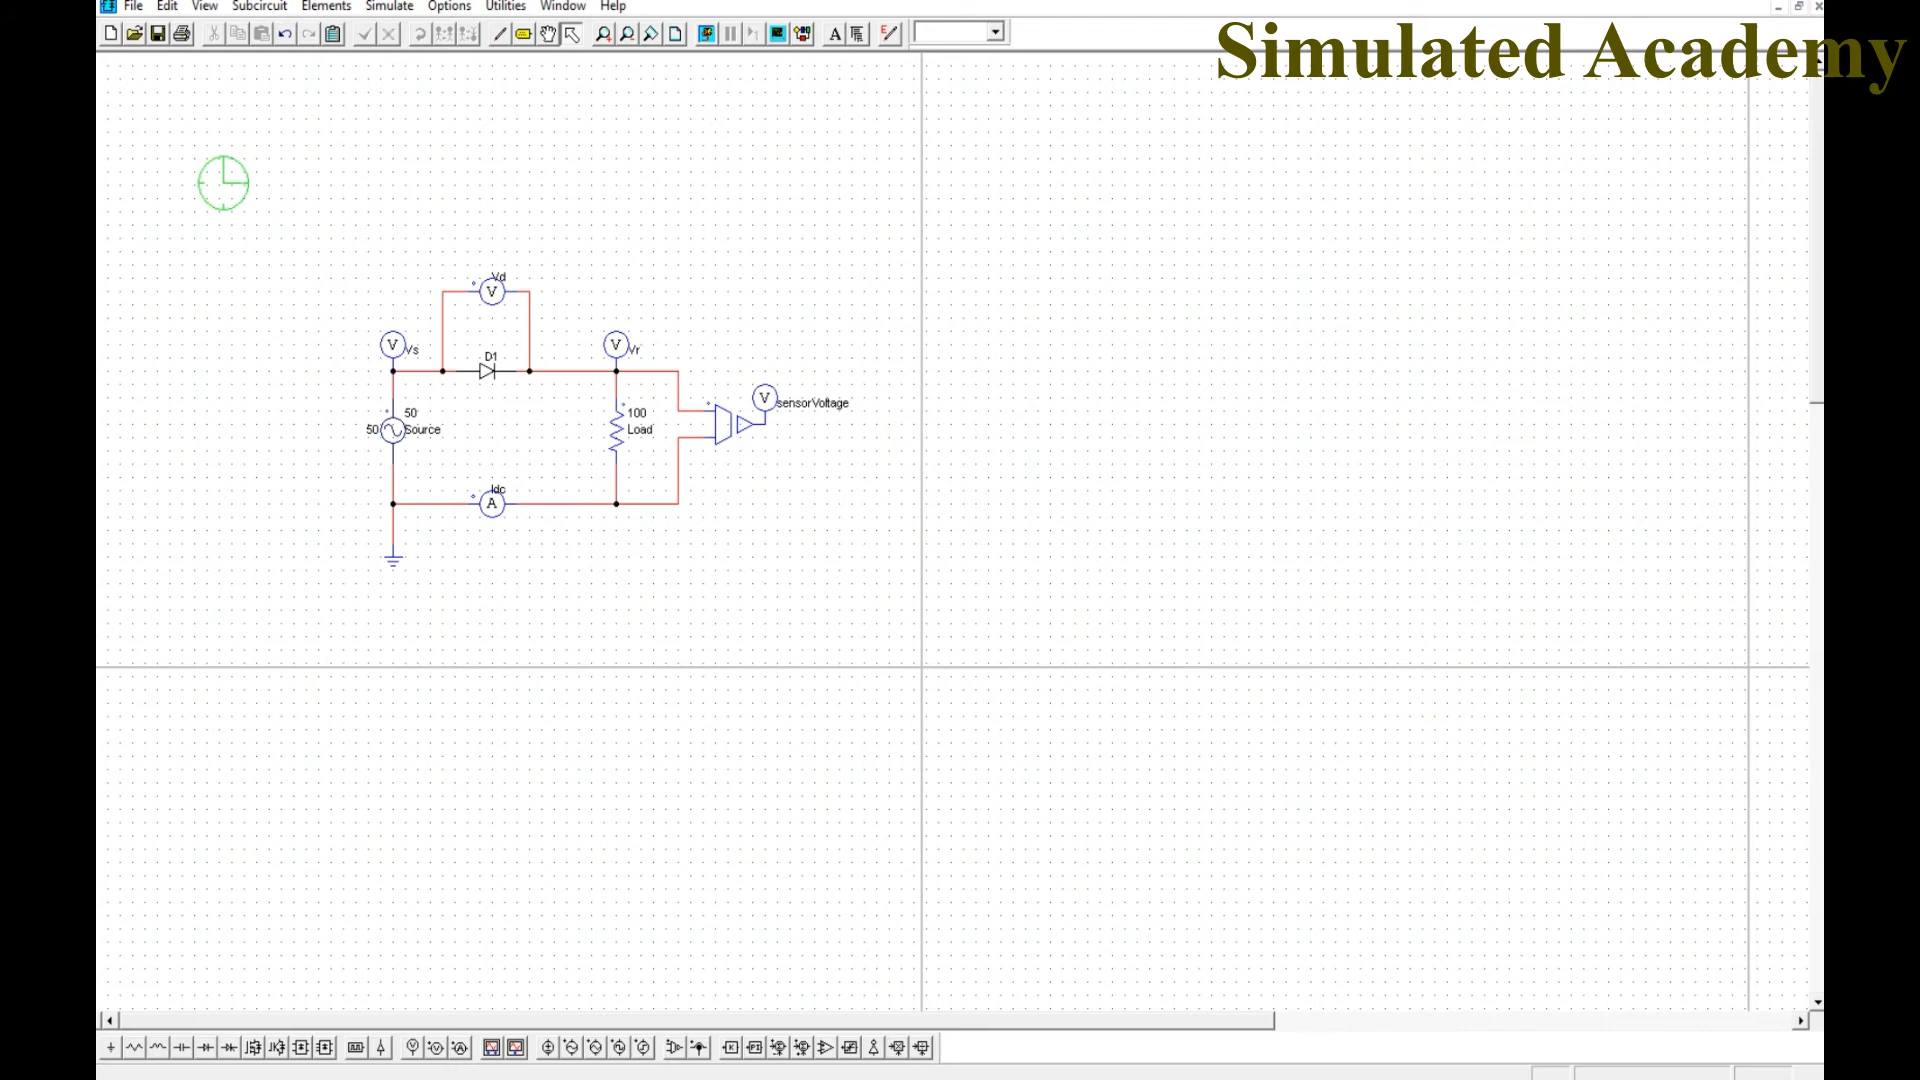 File Edit View Subcircuit Elements Simulate Options Utilities Window Help
Simulated Academy
A
Vd
V
V
Vs
V
Vr
D1
V
sensorVoltage
50
50
Source
100
Load
Idc
A